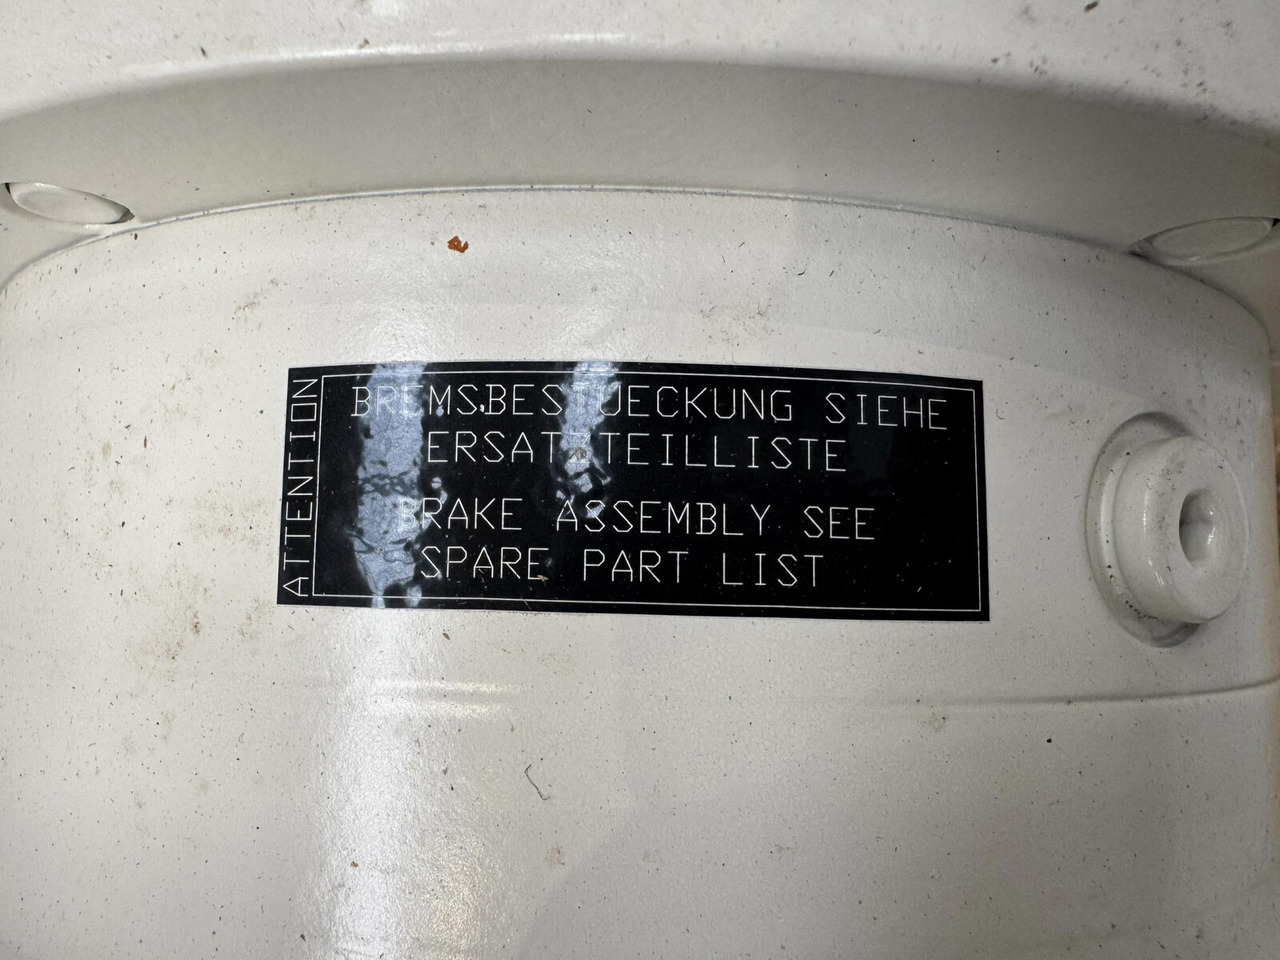 ATTENTION
BREMSBESTUECKUNG SIEHE
ERSATZTEILLISTE
BRAKE ASSEMBLY SEE
SPARE PART LIST